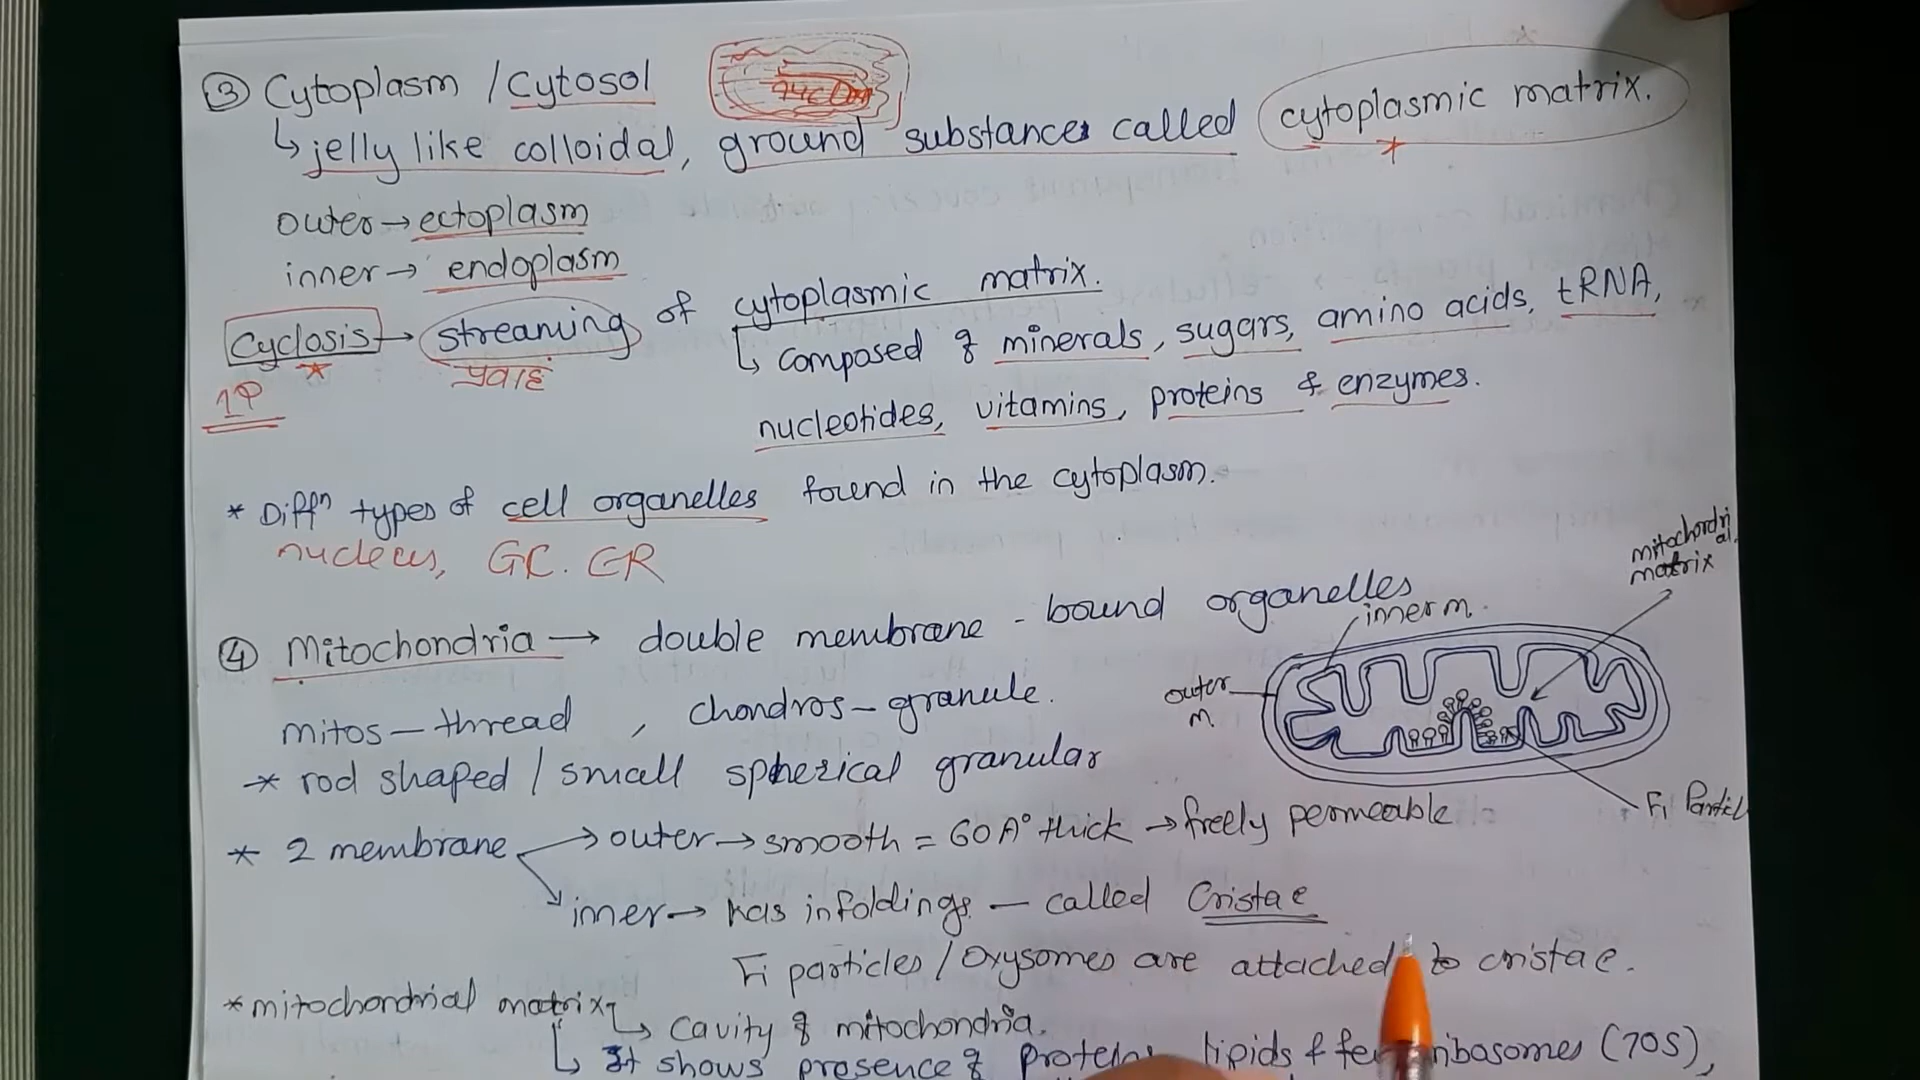 ③ Cytoplasm / Cytosol
↳ jelly like colloidal, ground substances called cytoplasmic matrix.
outer → ectoplasm
inner → endoplasm
Cyclosis → streaming of cytoplasmic matrix.
↳ composed of minerals, sugars, amino acids, tRNA,
nucleotides, vitamins, proteins & enzymes.
* Diffn types of cell organelles found in the cytoplasm.
nucleus, GC. ER
④ Mitochondria → double membrane - bound organelles
mitos - thread , chondros - granule.
* rod shaped / small spherical granular
* 2 membrane → outer → smooth = 60 A° thick → freely permeable
inner → has infoldings - called Cristae
F1 particles / Oxysomes are attached to cristae.
* mitochondrial matrix
↳ cavity of mitochondria.
↳ It shows presence of protein, lipids & few ribosomes (70S),
mitochondrial matrix
inner m.
outer m.
F1 Particl